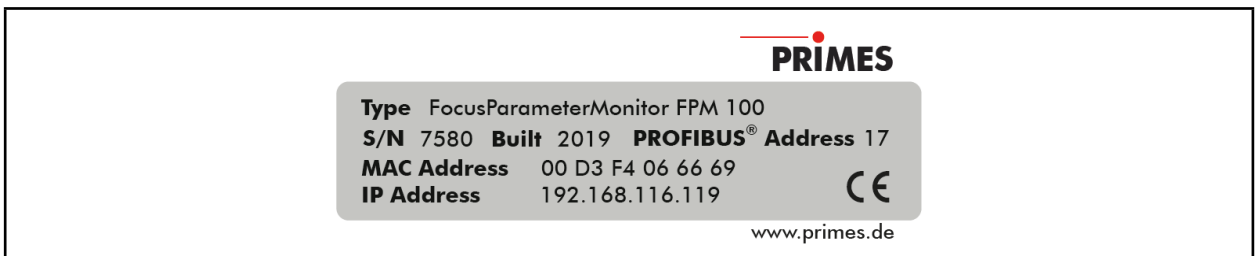 PRIMES
Type FocusParameterMonitor FPM 100
S/N 7580 Built 2019 PROFIBUS® Address 17
MAC Address 00 D3 F4 06 66 69
IP Address 192.168.116.119
CE
www.primes.de